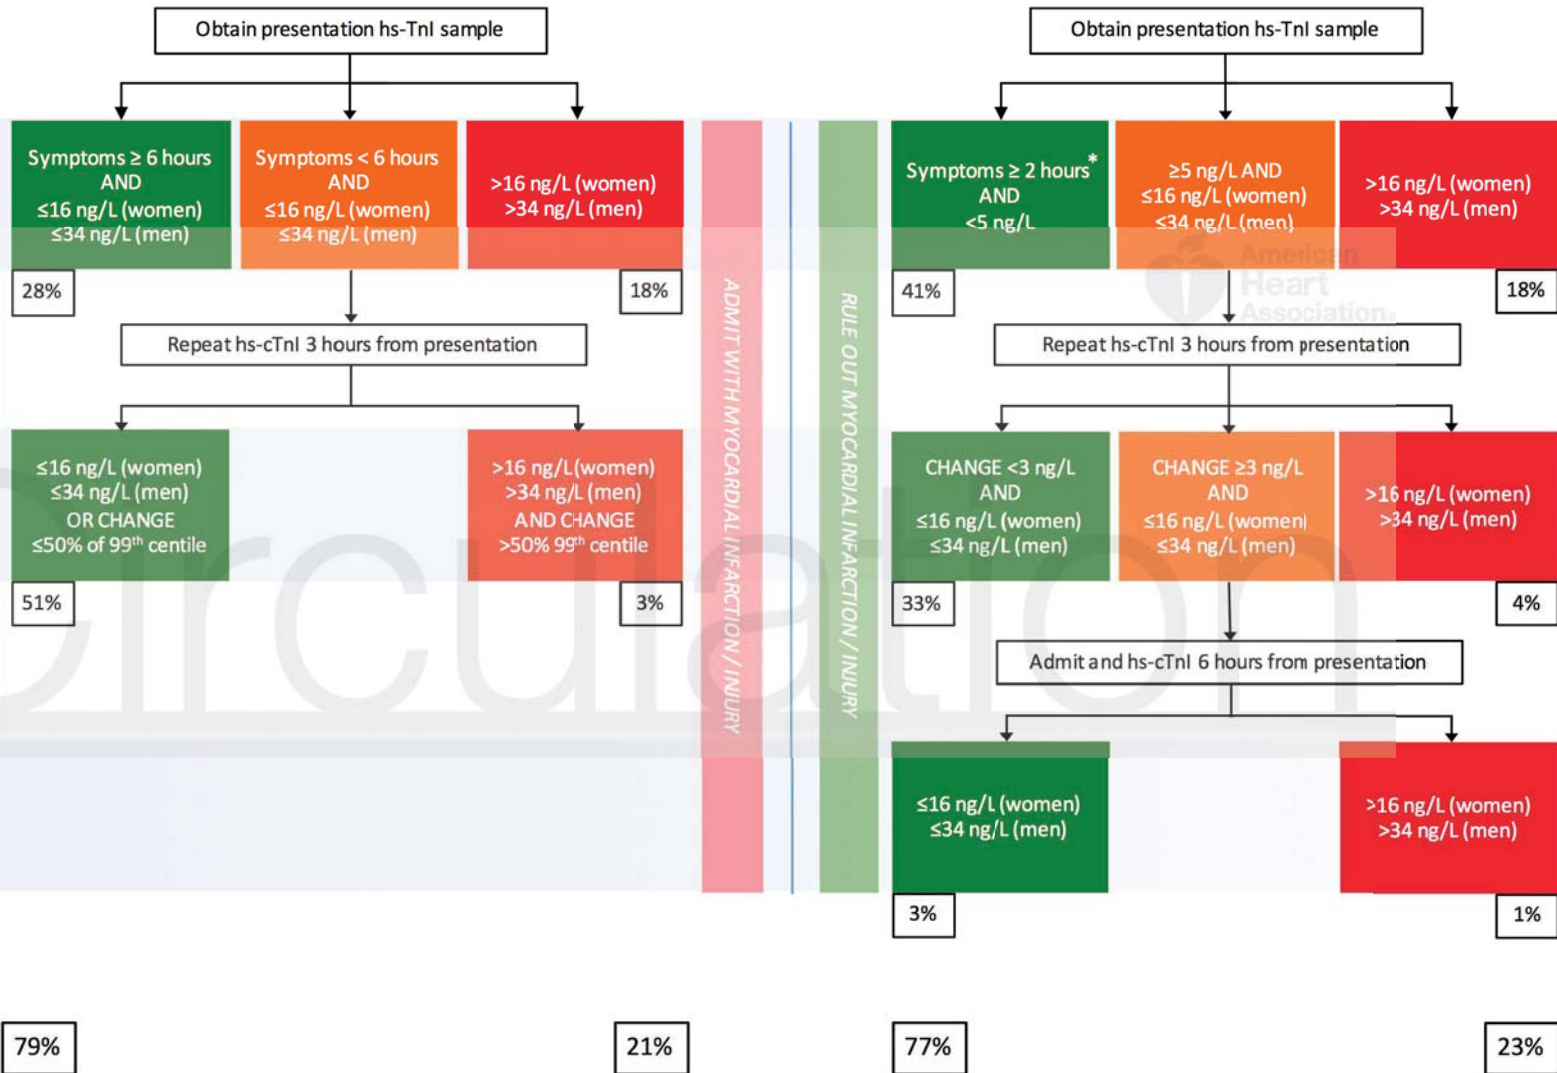 Obtain presentation hs-TnI sample
Symptoms ≥ 6 hours
AND
≤16 ng/L (women)
≤34 ng/L (men)
28%
Symptoms < 6 hours
AND
≤16 ng/L (women)
≤34 ng/L (men)
>16 ng/L (women)
>34 ng/L (men)
18%
Repeat hs-cTnI 3 hours from presentation
≤16 ng/L (women)
≤34 ng/L (men)
OR CHANGE
≤50% of 99th centile
51%
>16 ng/L (women)
>34 ng/L (men)
AND CHANGE
>50% 99th centile
3%
79%
21%
ADMIT WITH MYOCARDIAL INFARCTION / INJURY
RULE OUT MYOCARDIAL INFARCTION / INJURY
Obtain presentation hs-TnI sample
Symptoms ≥ 2 hours*
AND
<5 ng/L
41%
≥5 ng/L AND
≤16 ng/L (women)
≤34 ng/L (men)
>16 ng/L (women)
>34 ng/L (men)
18%
American
Heart
Association.
Repeat hs-cTnI 3 hours from presentation
CHANGE <3 ng/L
AND
≤16 ng/L (women)
≤34 ng/L (men)
33%
CHANGE ≥3 ng/L
AND
≤16 ng/L (women)
≤34 ng/L (men)
>16 ng/L (women)
>34 ng/L (men)
4%
Admit and hs-cTnI 6 hours from presentation
≤16 ng/L (women)
≤34 ng/L (men)
3%
>16 ng/L (women)
>34 ng/L (men)
1%
77%
23%
Circulation